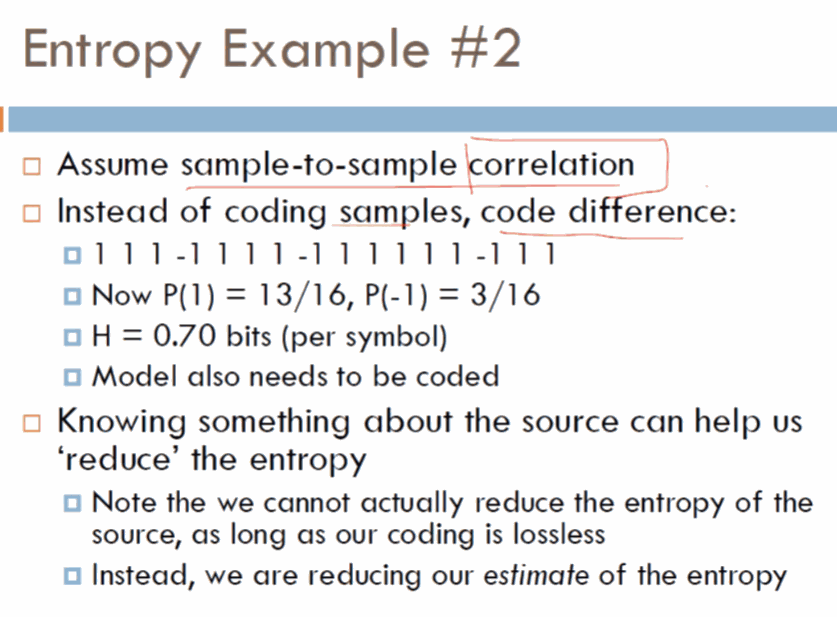 Entropy Example #2
Assume sample-to-sample correlation
Instead of coding samples, code difference:
1 1 1 -1 1 1 1 -1 1 1 1 1 1 -1 1 1
Now P(1) = 13/16, P(-1) = 3/16
H = 0.70 bits (per symbol)
Model also needs to be coded
Knowing something about the source can help us
‘reduce’ the entropy
Note the we cannot actually reduce the entropy of the
source, as long as our coding is lossless
Instead, we are reducing our estimate of the entropy